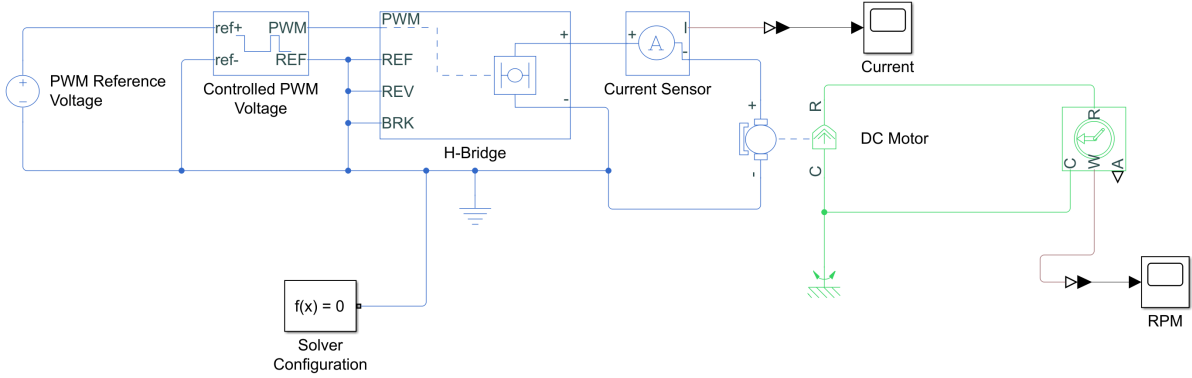 ref+
PWM
ref-
REF
PWM Reference
Voltage
Controlled PWM
Voltage
PWM
REF
REV
BRK
+
-
H-Bridge
+
A
I
-
Current Sensor
Current
+
-
R
C
DC Motor
R
C
W
A
RPM
f(x) = 0
Solver
Configuration